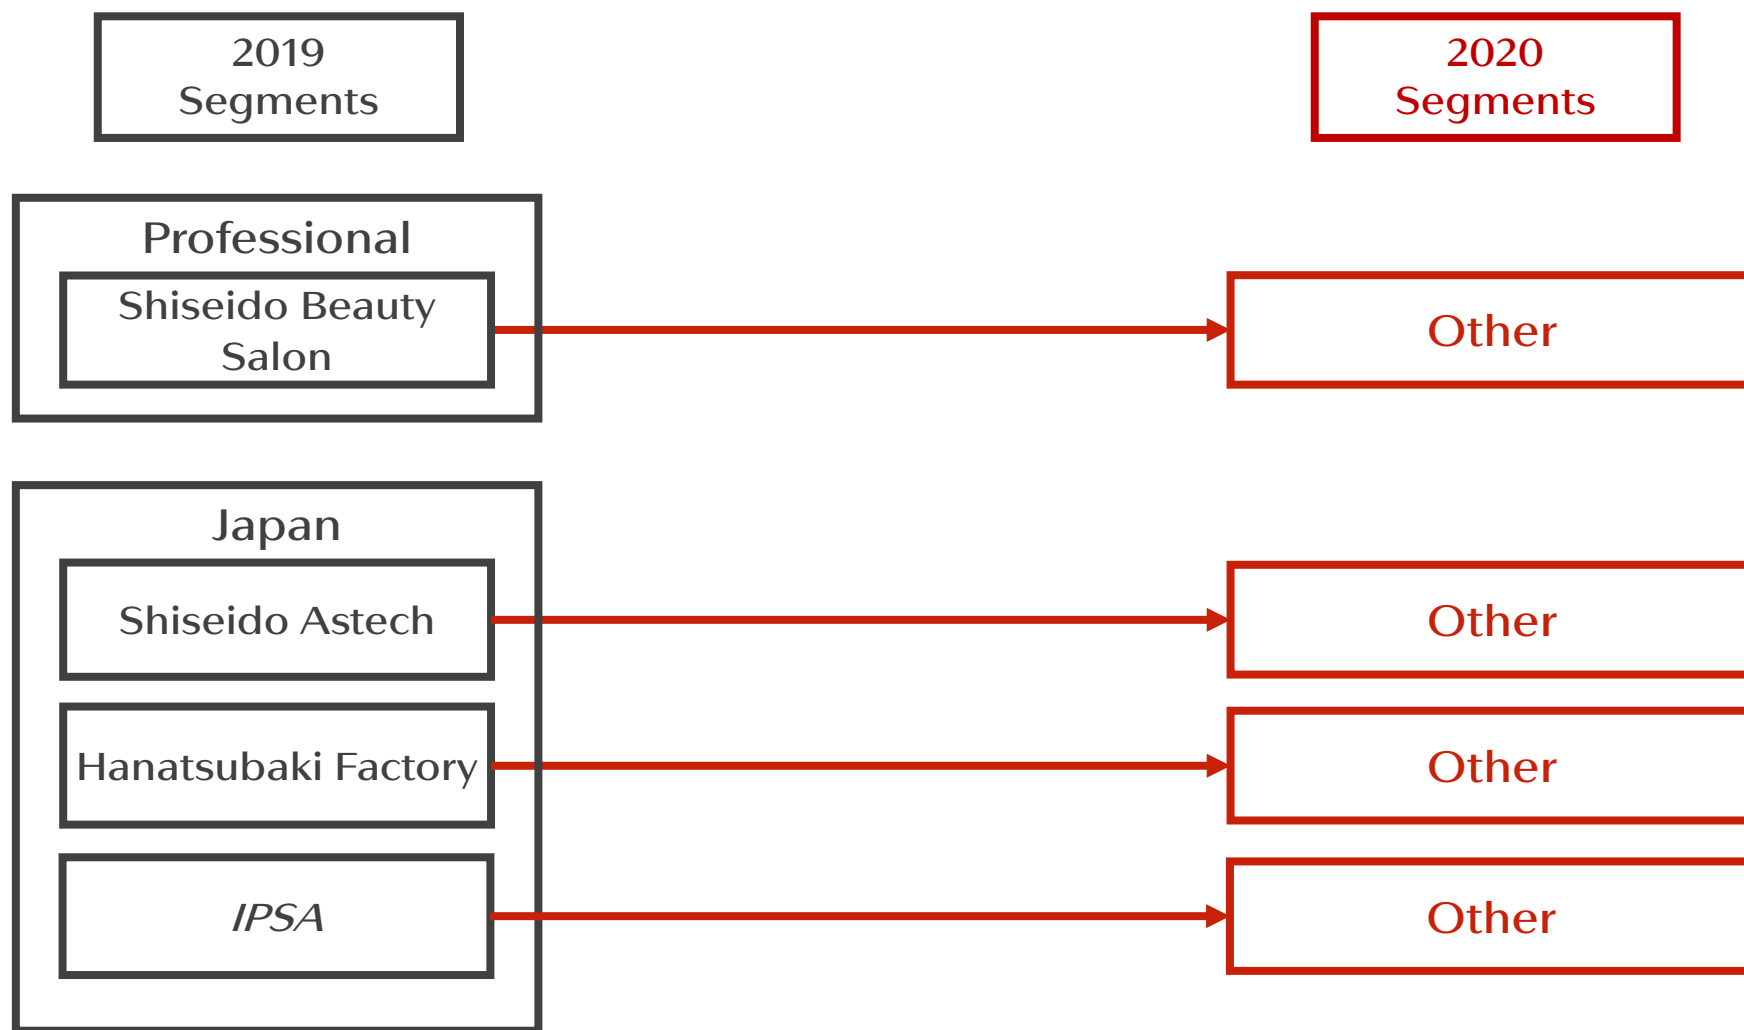 2019
Segments
2020
Segments
Professional
Shiseido Beauty
Salon
Other
Japan
Shiseido Astech
Other
Hanatsubaki Factory
Other
IPSA
Other